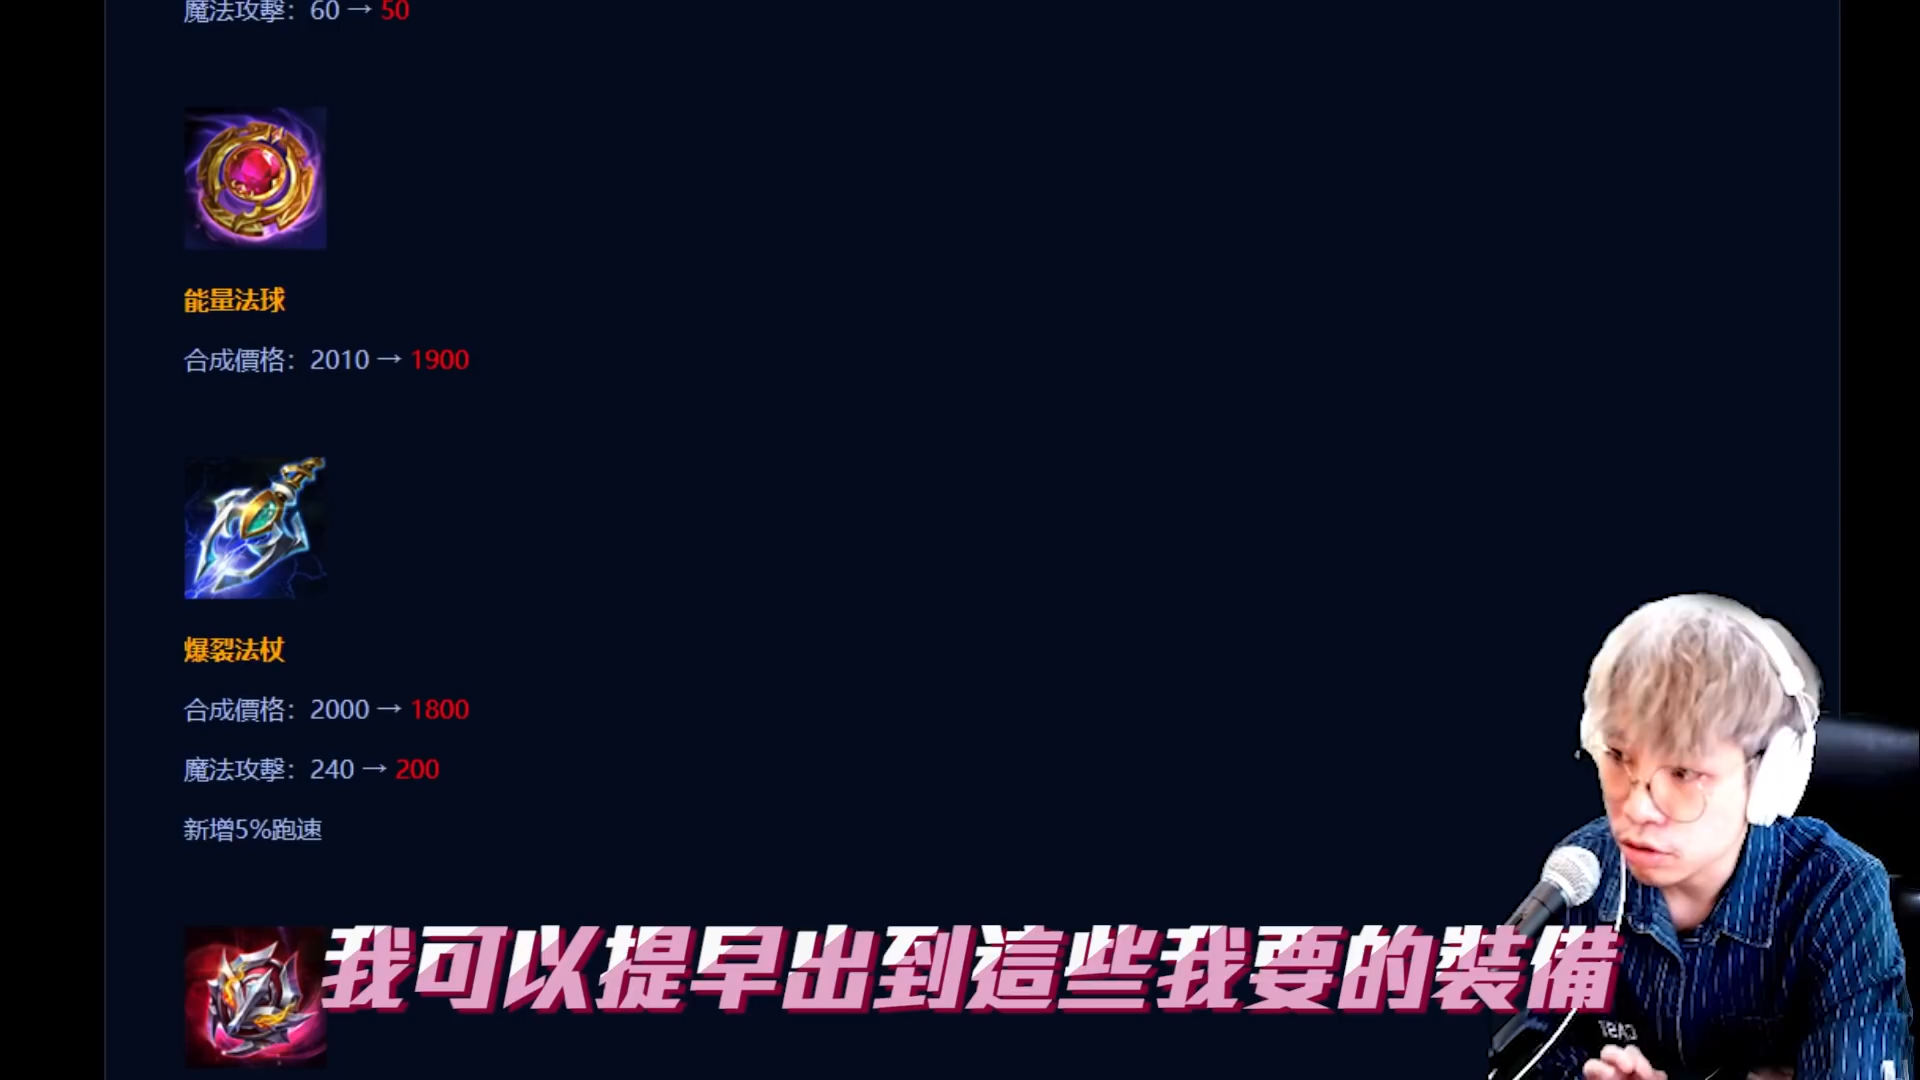 魔法攻擊：60 → 50
能量法球
合成價格：2010 → 1900
爆裂法杖
合成價格：2000 → 1800
魔法攻擊：240 → 200
新增5%跑速
我可以提早出到這些我要的裝備